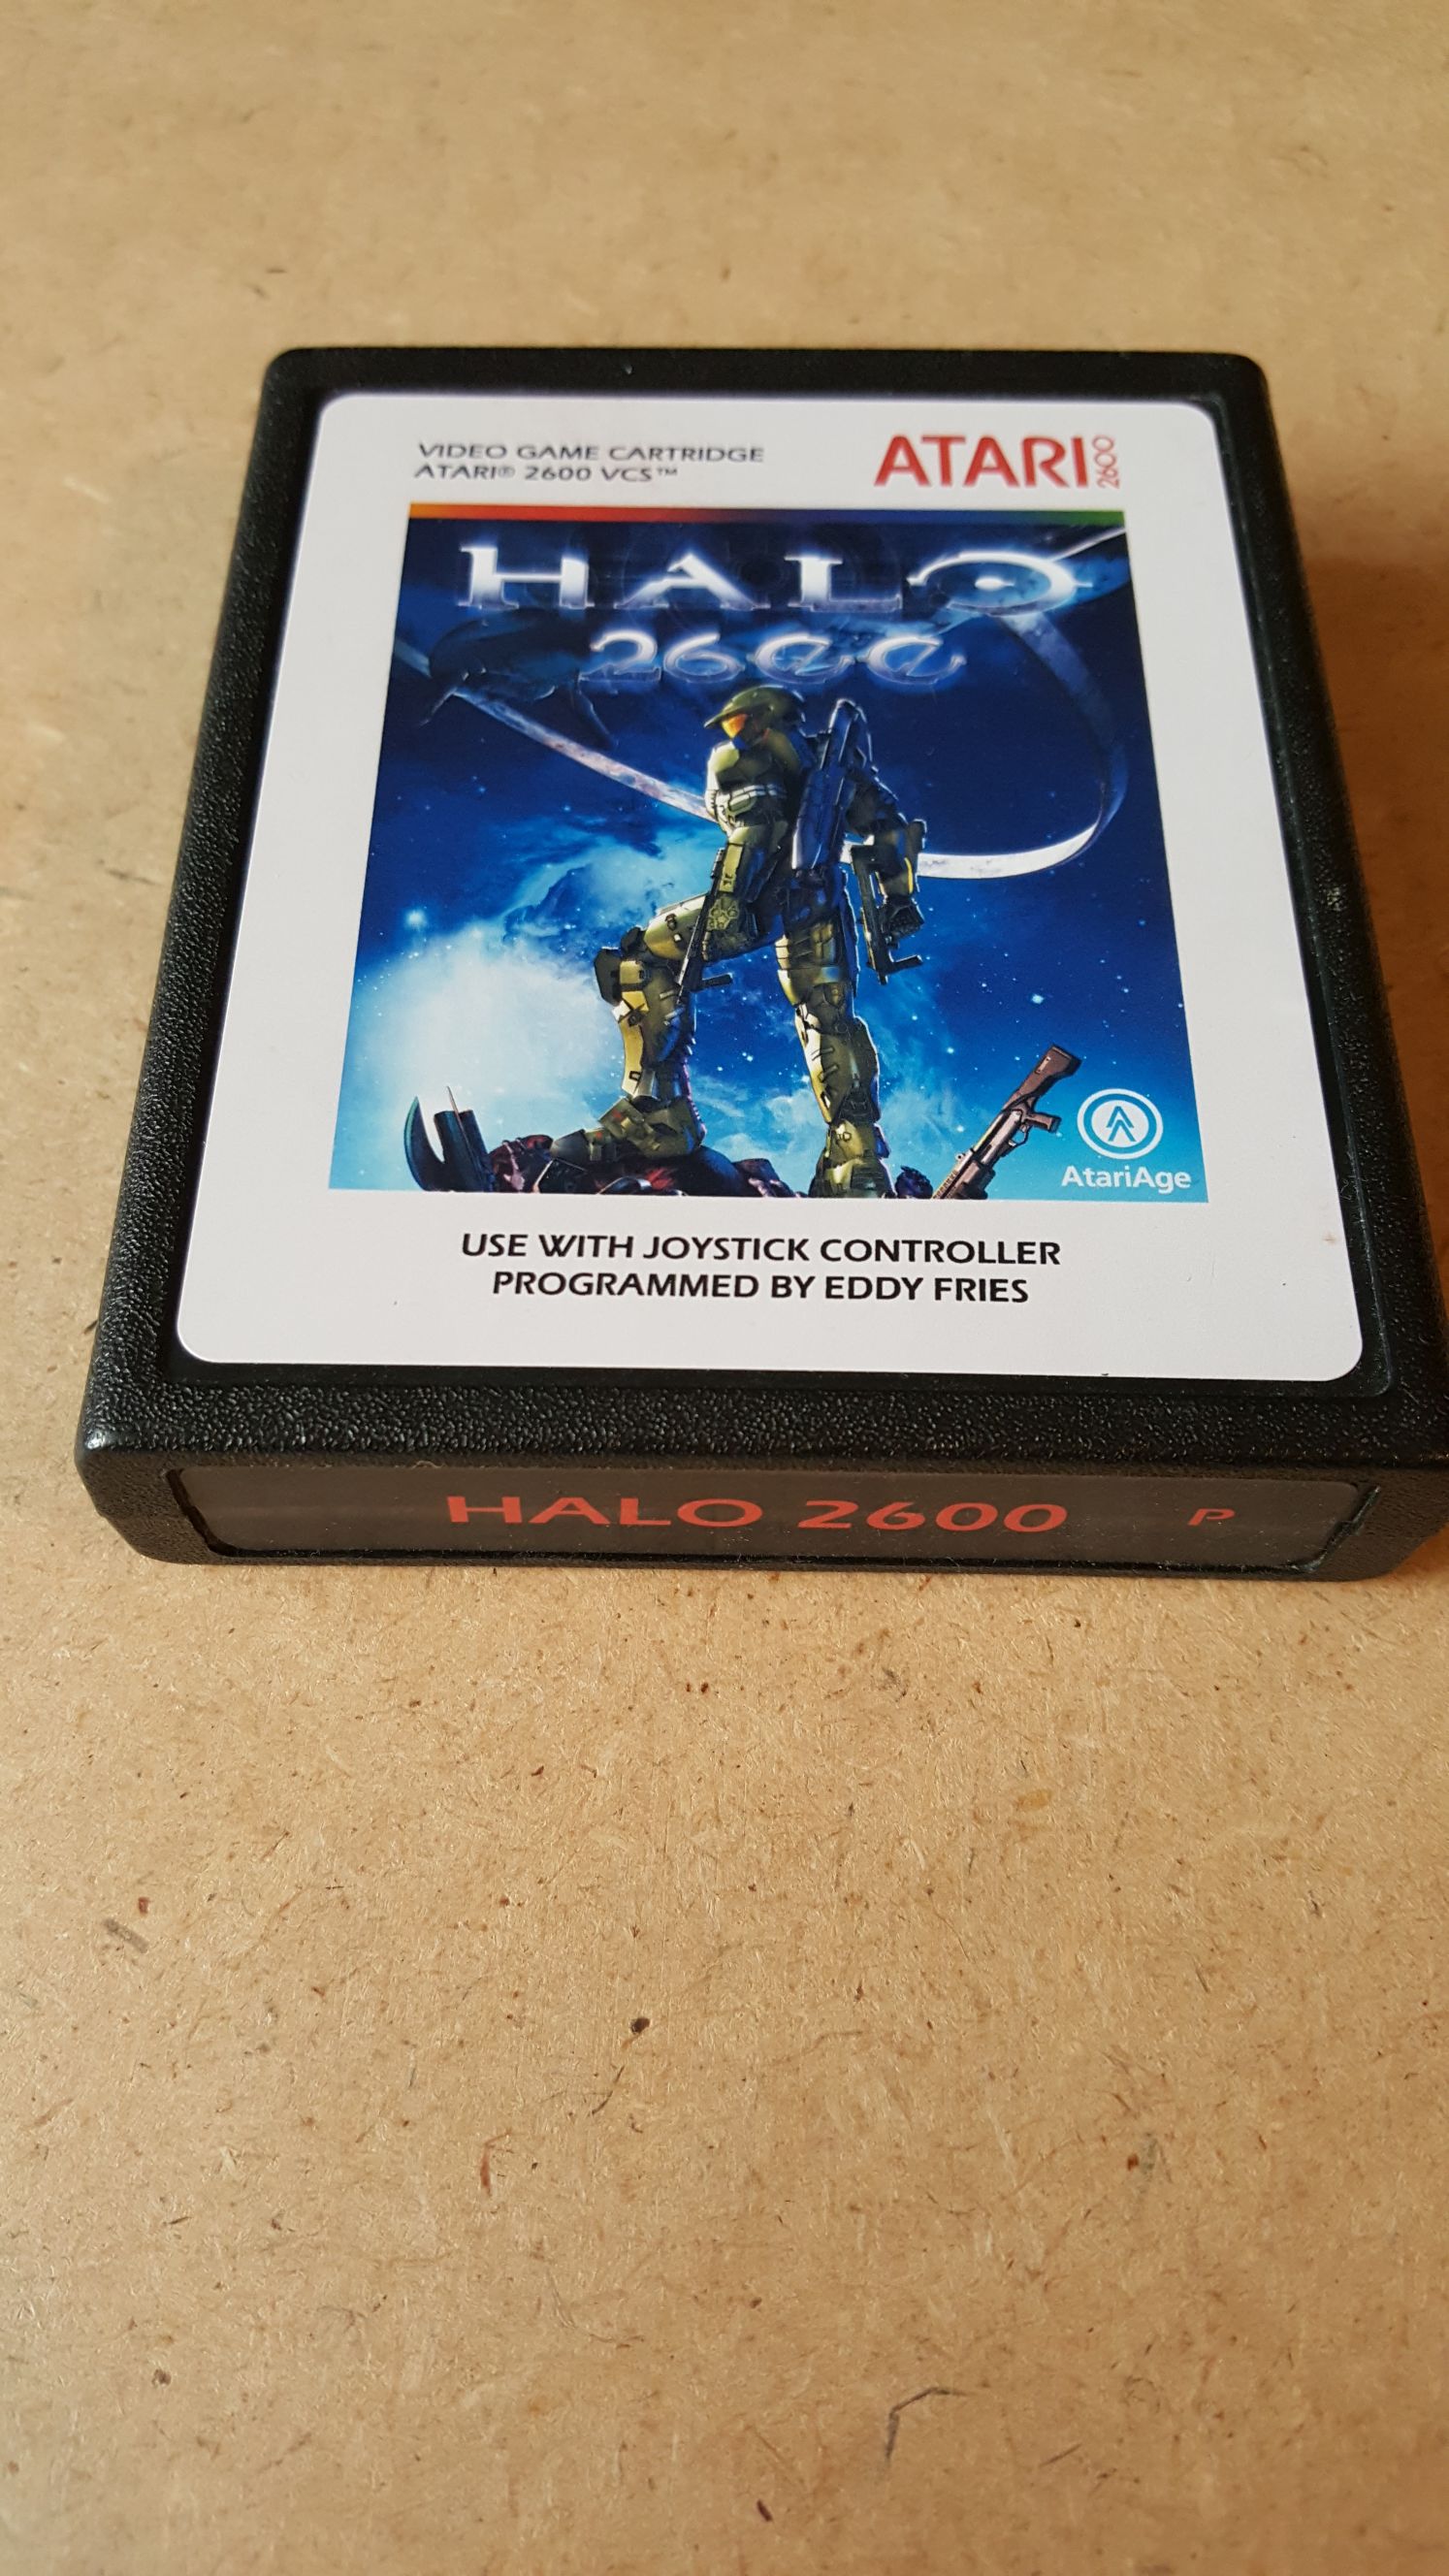 VIDEO GAME CARTRIDGE
ATARI® 2600 VCS™
ATARI 2600
HALO
2600
AtariAge
USE WITH JOYSTICK CONTROLLER
PROGRAMMED BY EDDY FRIES
HALO 2600 P